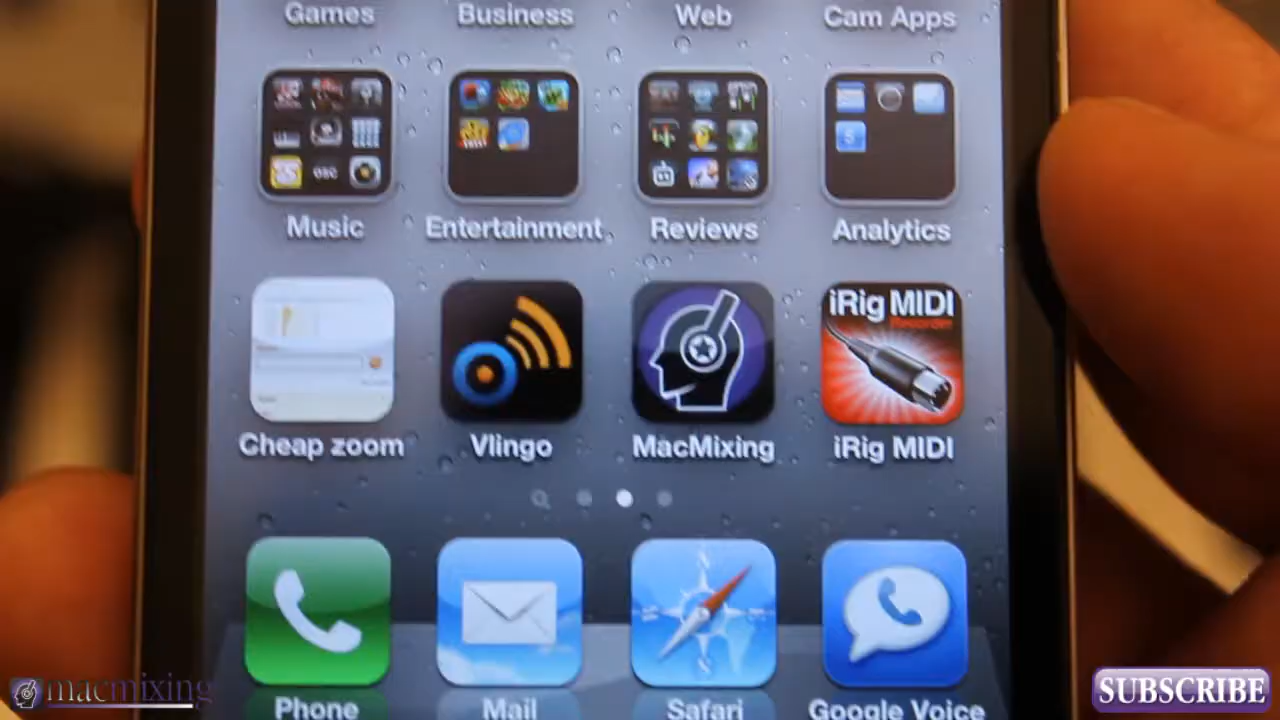 Games Business Web Cam Apps
Music Entertainment Reviews Analytics
iRig MIDI
Recorder
Cheap zoom Vlingo MacMixing iRig MIDI
Phone Mail Safari Google Voice
macmixing
SUBSCRIBE